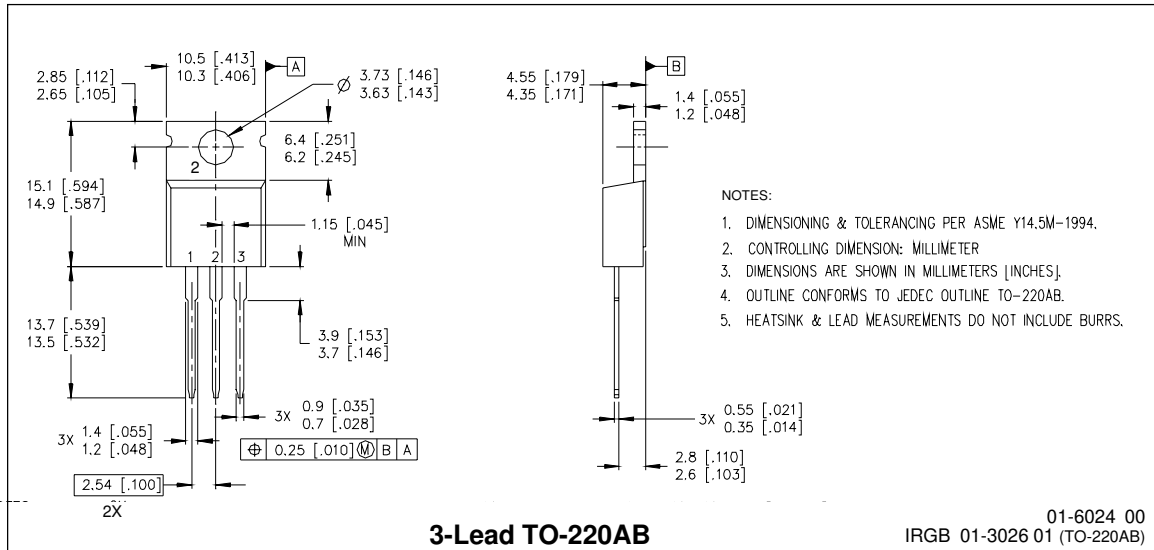 10.5 [.413]
10.3 [.406]
A
2.85 [.112]
2.65 [.105]
Ø 3.73 [.146]
3.63 [.143]
6.4 [.251]
6.2 [.245]
2
15.1 [.594]
14.9 [.587]
1.15 [.045]
MIN
1 2 3
13.7 [.539]
13.5 [.532]
3.9 [.153]
3.7 [.146]
3X 0.9 [.035]
0.7 [.028]
3X 1.4 [.055]
1.2 [.048]
⌖ 0.25 [.010] Ⓜ B A
2.54 [.100]
2X
4.55 [.179]
4.35 [.171]
B
1.4 [.055]
1.2 [.048]
3X 0.55 [.021]
0.35 [.014]
2.8 [.110]
2.6 [.103]
NOTES:
1. DIMENSIONING & TOLERANCING PER ASME Y14.5M-1994.
2. CONTROLLING DIMENSION: MILLIMETER
3. DIMENSIONS ARE SHOWN IN MILLIMETERS [INCHES].
4. OUTLINE CONFORMS TO JEDEC OUTLINE TO-220AB.
5. HEATSINK & LEAD MEASUREMENTS DO NOT INCLUDE BURRS.
3-Lead TO-220AB
01-6024 00
IRGB 01-3026 01 (TO-220AB)